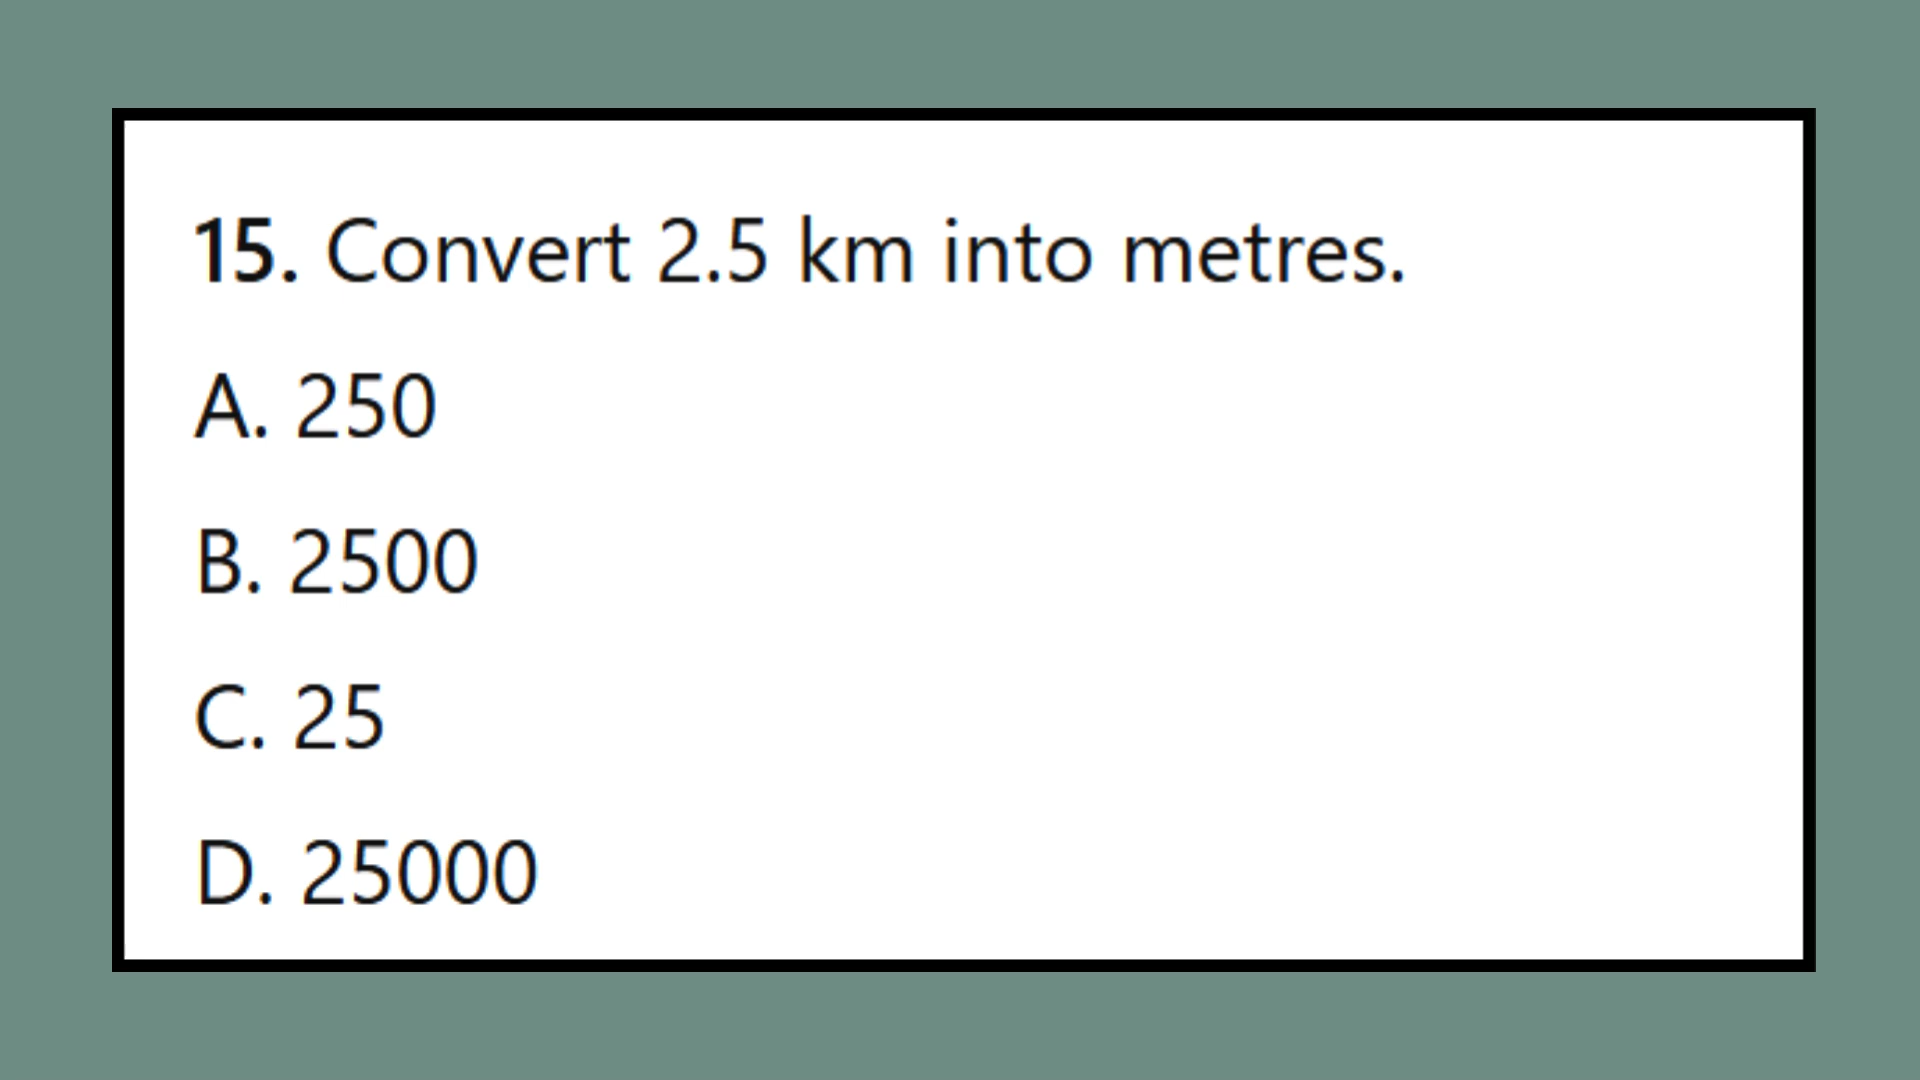 15. Convert 2.5 km into metres.
A. 250
B. 2500
C. 25
D. 25000